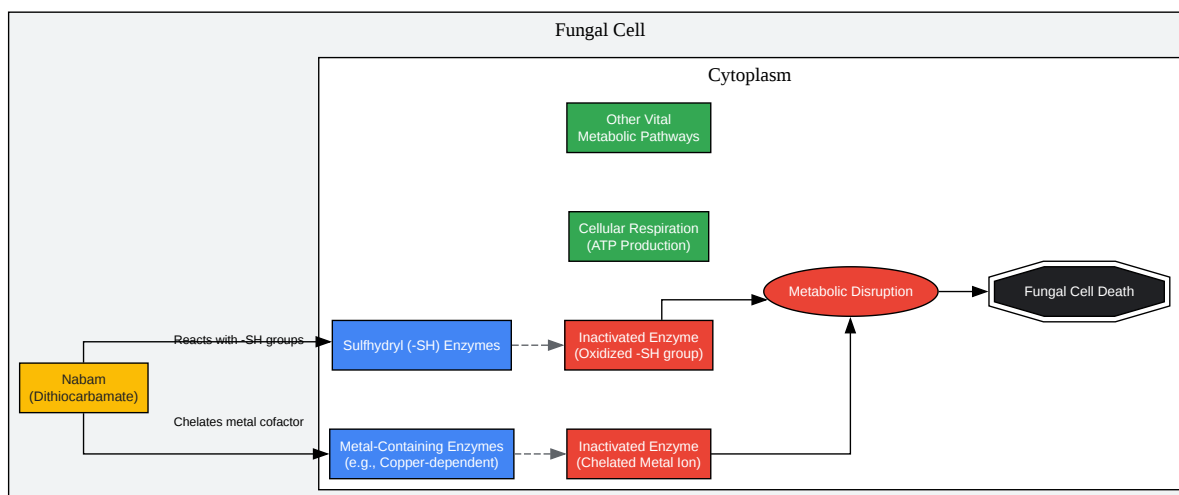 Fungal Cell
Cytoplasm
Other Vital
Metabolic Pathways
Cellular Respiration
(ATP Production)
Metabolic Disruption
Fungal Cell Death
Reacts with -SH groups
Sulfhydryl (-SH) Enzymes
Inactivated Enzyme
(Oxidized -SH group)
Nabam
(Dithiocarbamate)
Chelates metal cofactor
Metal-Containing Enzymes
(e.g., Copper-dependent)
Inactivated Enzyme
(Chelated Metal Ion)